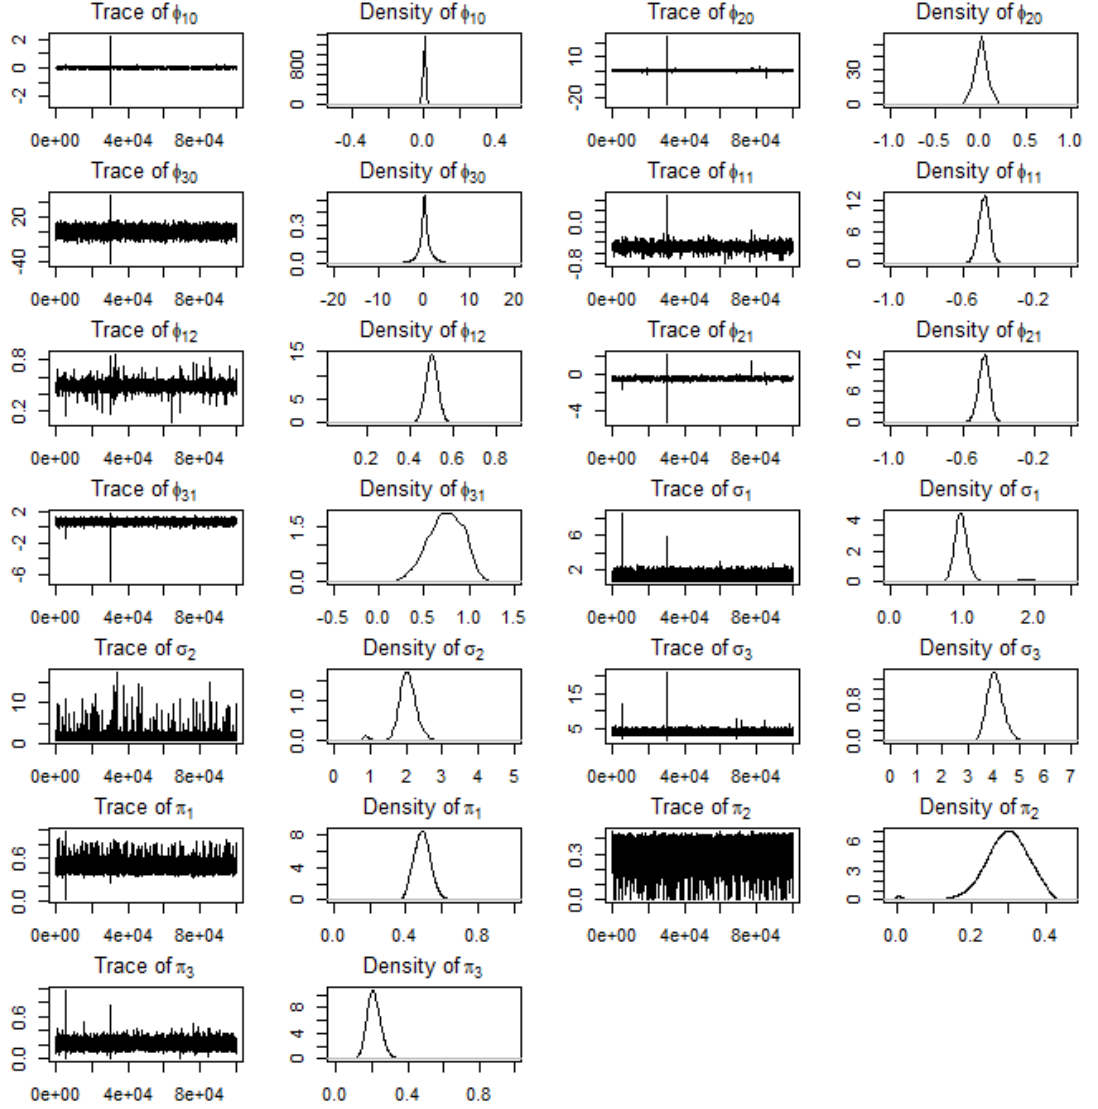 Trace of ϕ10 Density of ϕ10 Trace of ϕ20 Density of ϕ20
2 0 -2 800 0 10 -20 30 0
0e+00 4e+04 8e+04 -0.4 0.0 0.4 0e+00 4e+04 8e+04 -1.0 -0.5 0.0 0.5 1.0
Trace of ϕ30 Density of ϕ30 Trace of ϕ11 Density of ϕ11
20 -40 0.3 0.0 0.0 -0.8 12 6 0
0e+00 4e+04 8e+04 -20 -10 0 10 20 0e+00 4e+04 8e+04 -1.0 -0.6 -0.2
Trace of ϕ12 Density of ϕ12 Trace of ϕ21 Density of ϕ21
0.8 0.2 15 5 0 0 -4 12 6 0
0e+00 4e+04 8e+04 0.2 0.4 0.6 0.8 0e+00 4e+04 8e+04 -1.0 -0.6 -0.2
Trace of ϕ31 Density of ϕ31 Trace of σ1 Density of σ1
2 -2 -6 1.5 0.0 6 2 4 2 0
0e+00 4e+04 8e+04 -0.5 0.0 0.5 1.0 1.5 0e+00 4e+04 8e+04 0.0 1.0 2.0
Trace of σ2 Density of σ2 Trace of σ3 Density of σ3
10 0 1.0 0.0 15 5 0.8 0.0
0e+00 4e+04 8e+04 0 1 2 3 4 5 0e+00 4e+04 8e+04 0 1 2 3 4 5 6 7
Trace of π1 Density of π1 Trace of π2 Density of π2
0.6 0.0 8 4 0 0.3 0.0 6 3 0
0e+00 4e+04 8e+04 0.0 0.4 0.8 0e+00 4e+04 8e+04 0.0 0.2 0.4
Trace of π3 Density of π3
0.6 0.0 8 4 0
0e+00 4e+04 8e+04 0.0 0.4 0.8